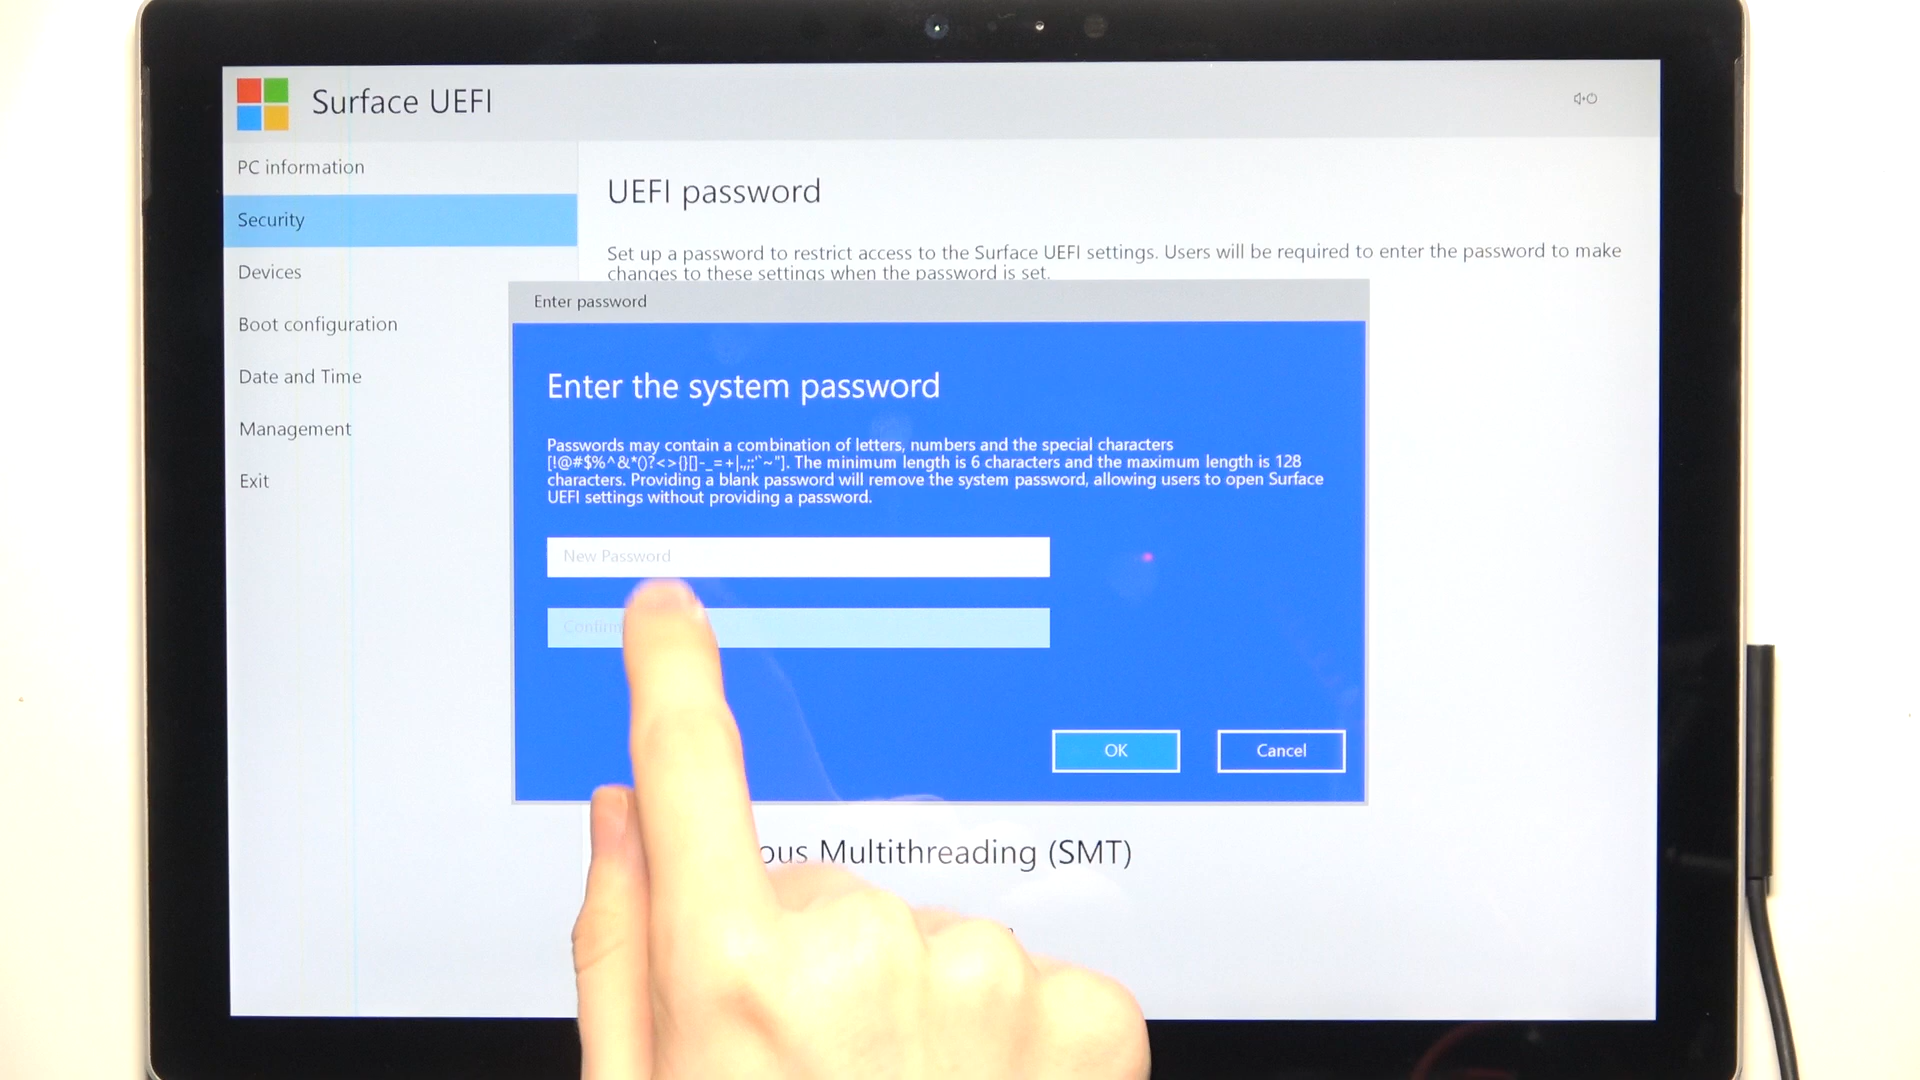 Surface UEFI
PC information
Security
Devices
Boot configuration
Date and Time
Management
Exit
UEFI password
Set up a password to restrict access to the Surface UEFI settings. Users will be required to enter the password to make
changes to these settings when the password is set.
Enter password
Enter the system password
Passwords may contain a combination of letters, numbers and the special characters
[!@#$%^&*()?<>{}[]-_=+|.,;:'`~"]. The minimum length is 6 characters and the maximum length is 128
characters. Providing a blank password will remove the system password, allowing users to open Surface
UEFI settings without providing a password.
New Password
Confirm
OK
Cancel
ous Multithreading (SMT)